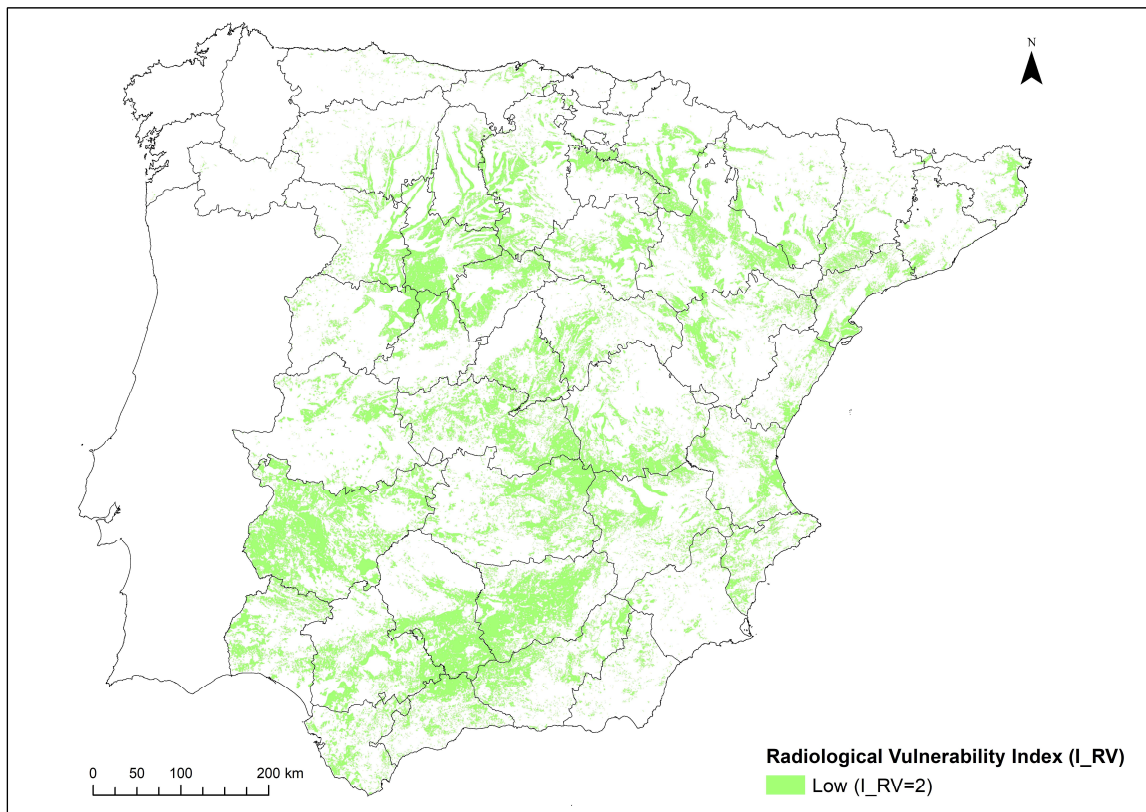 N
Radiological Vulnerability Index (I_RV)
Low (I_RV=2)
0 50 100 200 km